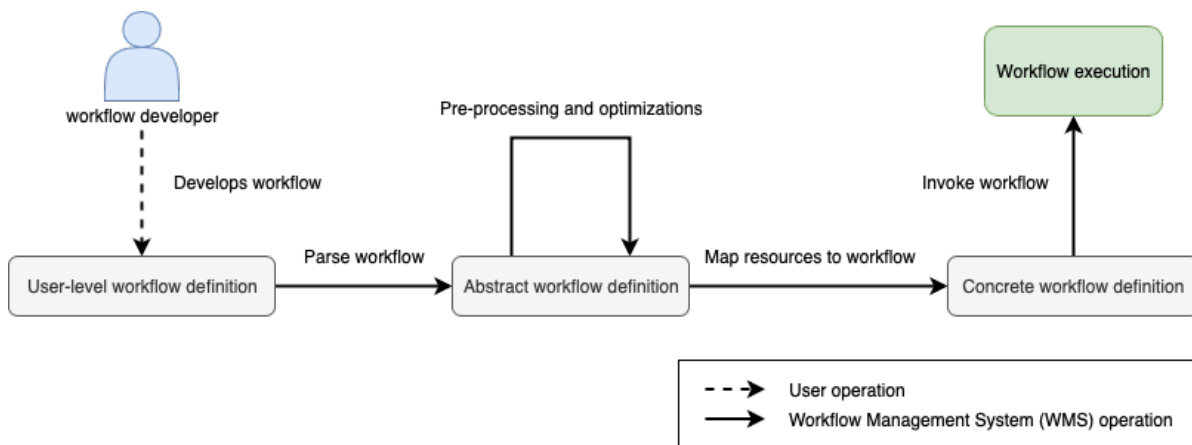 workflow developer
Workflow execution
Pre-processing and optimizations
Develops workflow
Invoke workflow
Parse workflow
Map resources to workflow
User-level workflow definition
Abstract workflow definition
Concrete workflow definition
User operation
Workflow Management System (WMS) operation